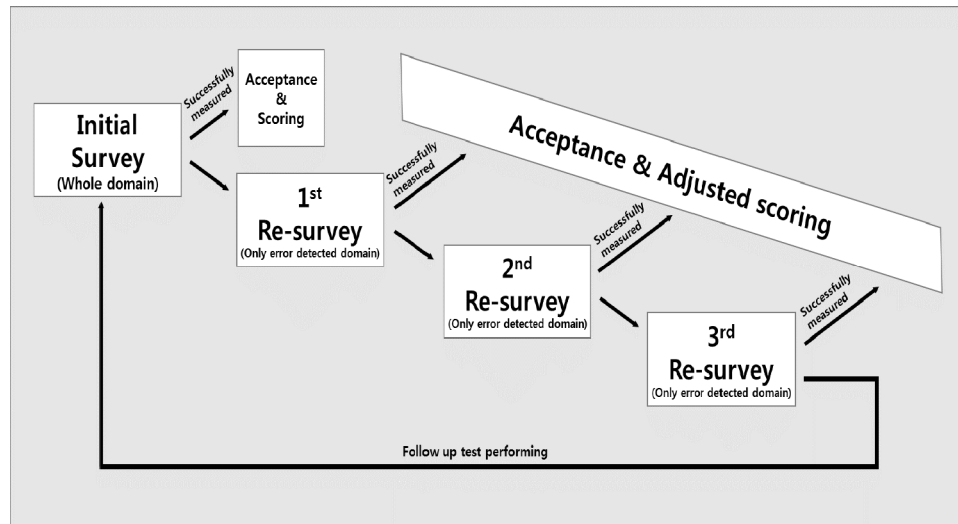 Initial
Survey
(Whole domain)
Successfully
measured
Acceptance
&
Scoring
1st
Re-survey
(Only error detected domain)
Successfully
measured
Acceptance & Adjusted scoring
2nd
Re-survey
(Only error detected domain)
Successfully
measured
3rd
Re-survey
(Only error detected domain)
Successfully
measured
Follow up test performing